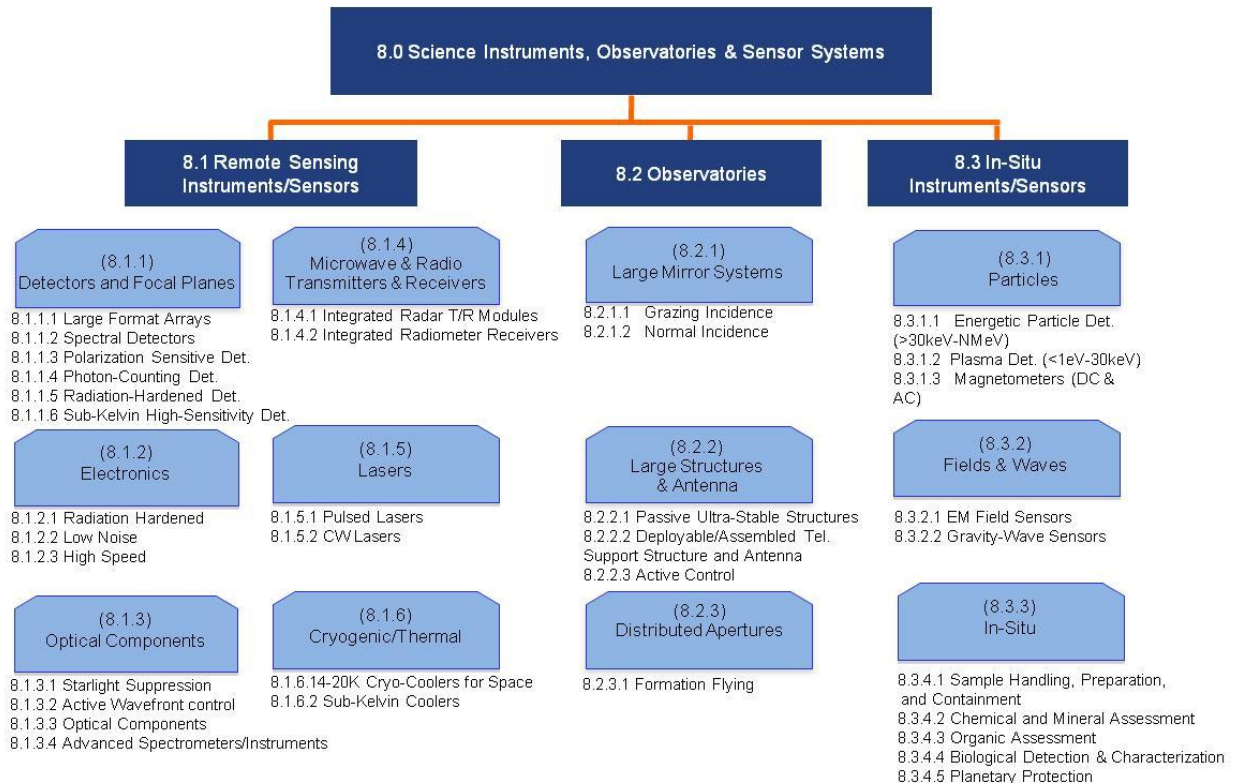 8.0 Science Instruments, Observatories & Sensor Systems
8.1 Remote Sensing
Instruments/Sensors
8.2 Observatories
8.3 In-Situ
Instruments/Sensors
(8.1.1)
Detectors and Focal Planes
8.1.1.1 Large Format Arrays
8.1.1.2 Spectral Detectors
8.1.1.3 Polarization Sensitive Det.
8.1.1.4 Photon-Counting Det.
8.1.1.5 Radiation-Hardened Det.
8.1.1.6 Sub-Kelvin High-Sensitivity Det.
(8.1.2)
Electronics
8.1.2.1 Radiation Hardened
8.1.2.2 Low Noise
8.1.2.3 High Speed
(8.1.3)
Optical Components
8.1.3.1 Starlight Suppression
8.1.3.2 Active Wavefront control
8.1.3.3 Optical Components
8.1.3.4 Advanced Spectrometers/Instruments
(8.1.4)
Microwave & Radio
Transmitters & Receivers
8.1.4.1 Integrated Radar T/R Modules
8.1.4.2 Integrated Radiometer Receivers
(8.1.5)
Lasers
8.1.5.1 Pulsed Lasers
8.1.5.2 CW Lasers
(8.1.6)
Cryogenic/Thermal
8.1.6.14-20K Cryo-Coolers for Space
8.1.6.2 Sub-Kelvin Coolers
(8.2.1)
Large Mirror Systems
8.2.1.1 Grazing Incidence
8.2.1.2 Normal Incidence
(8.2.2)
Large Structures
& Antenna
8.2.2.1 Passive Ultra-Stable Structures
8.2.2.2 Deployable/Assembled Tel.
Support Structure and Antenna
8.2.2.3 Active Control
(8.2.3)
Distributed Apertures
8.2.3.1 Formation Flying
(8.3.1)
Particles
8.3.1.1 Energetic Particle Det.
(>30keV-NMeV)
8.3.1.2 Plasma Det. (<1eV-30keV)
8.3.1.3 Magnetometers (DC &
AC)
(8.3.2)
Fields & Waves
8.3.2.1 EM Field Sensors
8.3.2.2 Gravity-Wave Sensors
(8.3.3)
In-Situ
8.3.4.1 Sample Handling, Preparation,
and Containment
8.3.4.2 Chemical and Mineral Assessment
8.3.4.3 Organic Assessment
8.3.4.4 Biological Detection & Characterization
8.3.4.5 Planetary Protection